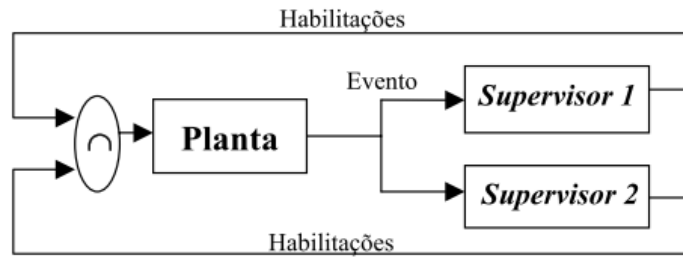 Habilitações
Evento
Supervisor 1
Planta
Supervisor 2
Habilitações